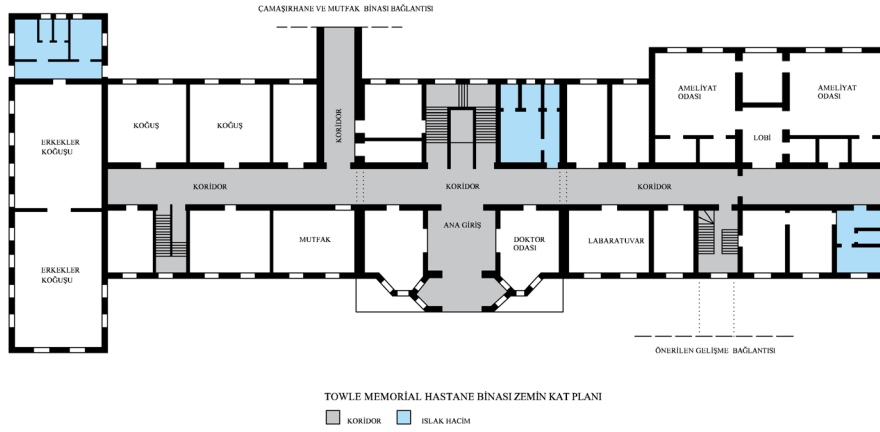 ÇAMAŞIRHANE VE MUTFAK BİNASI BAĞLANTISI
AMELİYAT
ODASI
AMELİYAT
ODASI
KOĞUŞ
KOĞUŞ
KORİDOR
LOBİ
ERKEKLER
KOĞUŞU
KORİDOR
KORİDOR
KORİDOR
MUTFAK
ANA GİRİŞ
DOKTOR
ODASI
LABARATUVAR
ERKEKLER
KOĞUŞU
ÖNERİLEN GELİŞME BAĞLANTISI
TOWLE MEMORIAL HASTANE BİNASI ZEMİN KAT PLANI
KORİDOR
ISLAK HACİM